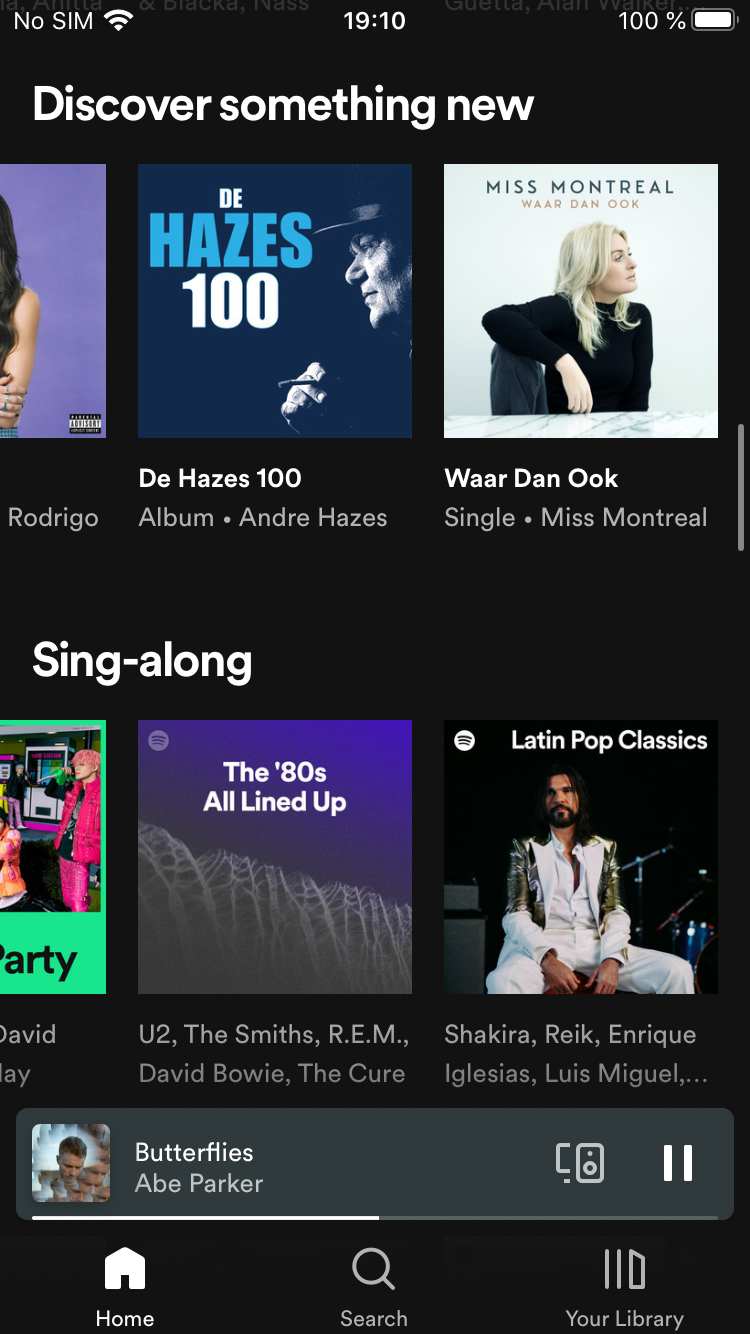 & Blacka, Nass
Guetta, Alan Walker,...
No SIM 19:10 100 %
Discover something new
PARENTAL
ADVISORY
EXPLICIT CONTENT
DE
HAZES
100
MISS MONTREAL
WAAR DAN OOK
Rodrigo
De Hazes 100
Album • Andre Hazes
Waar Dan Ook
Single • Miss Montreal
Sing-along
Party
The '80s
All Lined Up
Latin Pop Classics
David
U2, The Smiths, R.E.M.,
David Bowie, The Cure
Shakira, Reik, Enrique
Iglesias, Luis Miguel,...
Butterflies
Abe Parker
Home
Search
Your Library